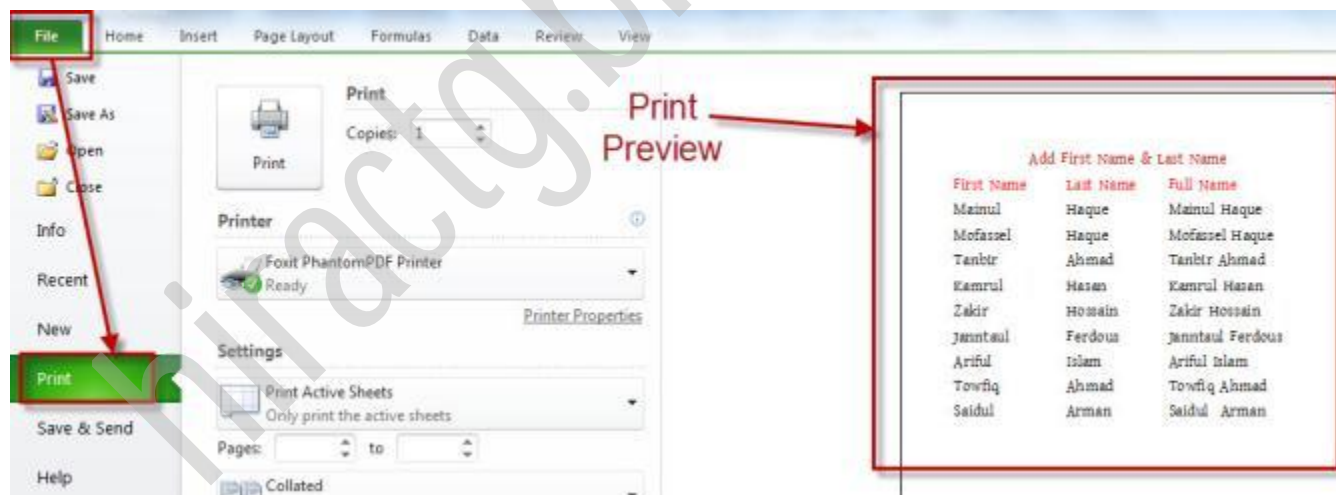 File Home Insert Page Layout Formulas Data Review View
Save
Save As
Open
Close
Info
Recent
New
Print
Save & Send
Help
Print
Print
Copies: 1
Printer
Foxit PhantomPDF Printer
Ready
Printer Properties
Settings
Print Active Sheets
Only print the active sheets
Pages: to
Collated
Print
Preview
Add First Name & Last Name
First Name Last Name Full Name
Mainul Haque Mainul Haque
Mofassel Haque Mofassel Haque
Tanbir Ahmad Tanbir Ahmad
Kamrul Hasan Kamrul Hasan
Zakir Hossain Zakir Hossain
Janntaul Ferdous Janntaul Ferdous
Ariful Islam Ariful Islam
Towfiq Ahmad Towfiq Ahmad
Saidul Arman Saidul Arman